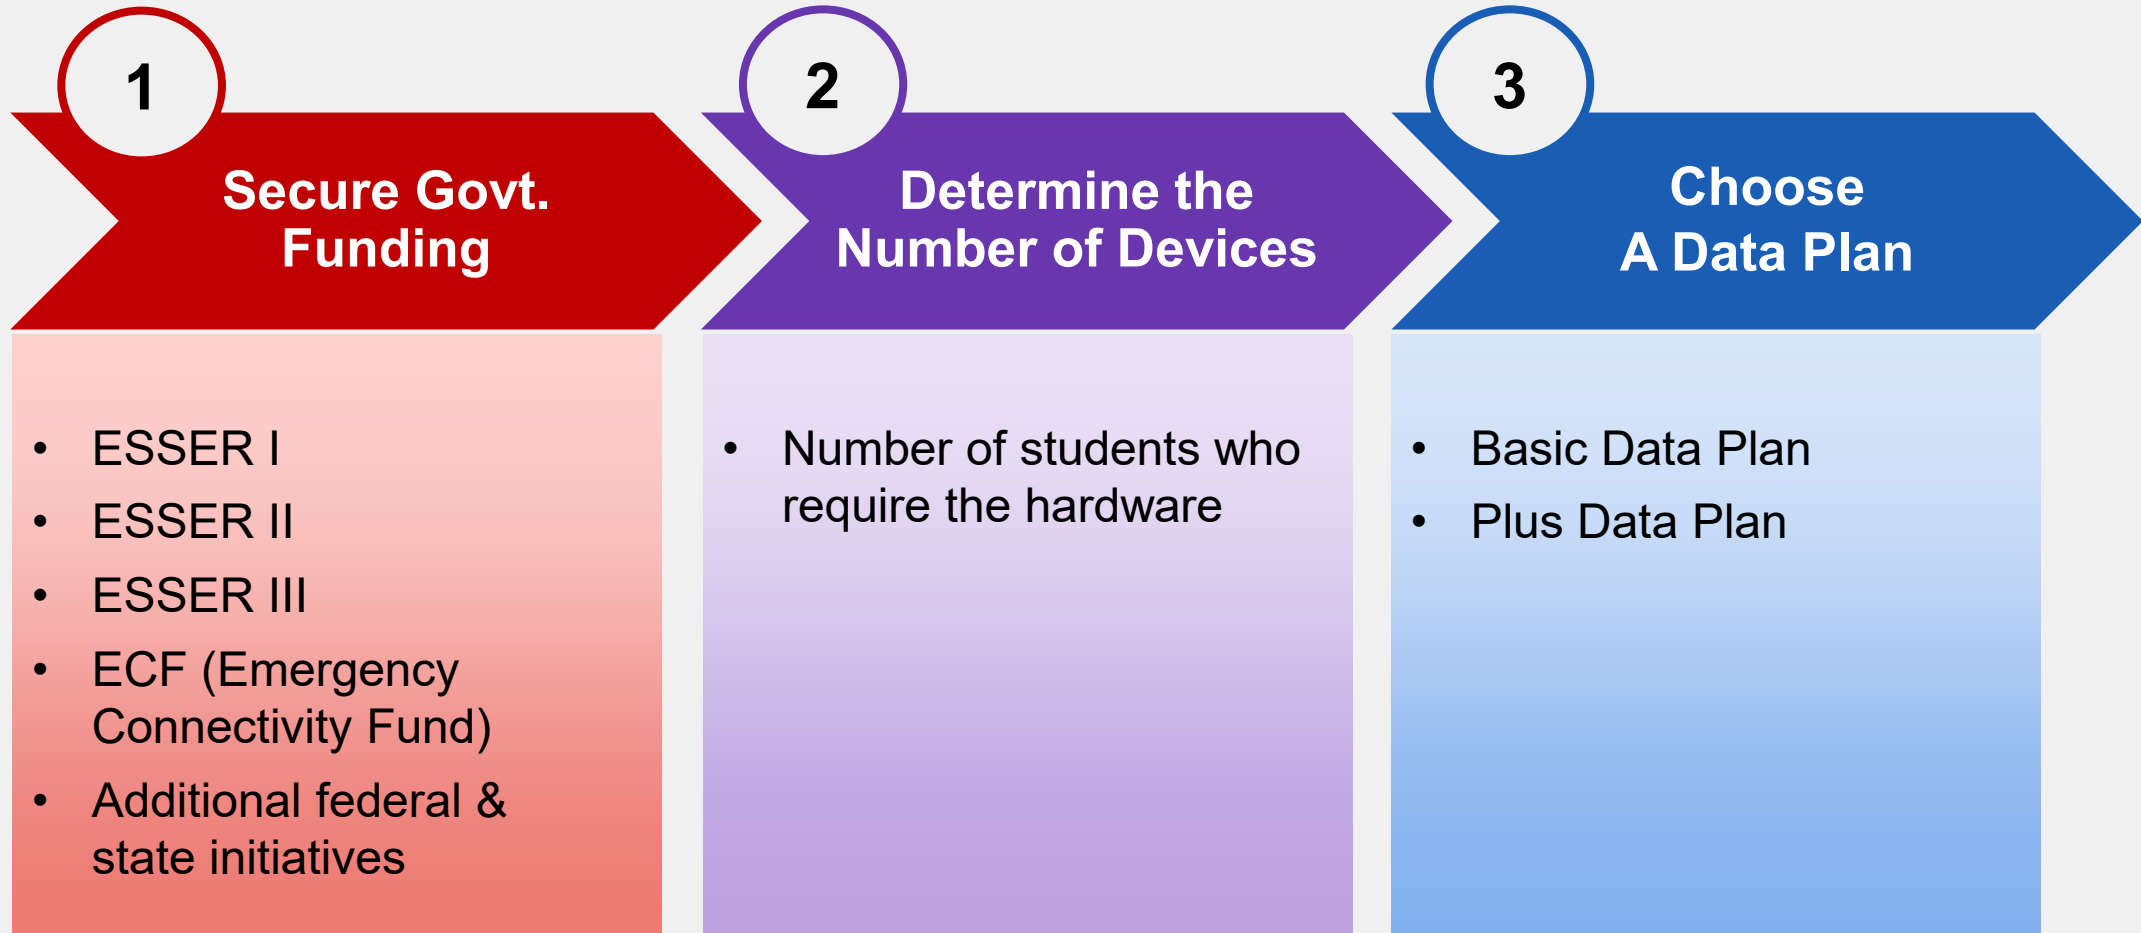 1
Secure Govt.
Funding
• ESSER I
• ESSER II
• ESSER III
• ECF (Emergency
Connectivity Fund)
• Additional federal &
state initiatives
2
Determine the
Number of Devices
• Number of students who
require the hardware
3
Choose
A Data Plan
• Basic Data Plan
• Plus Data Plan